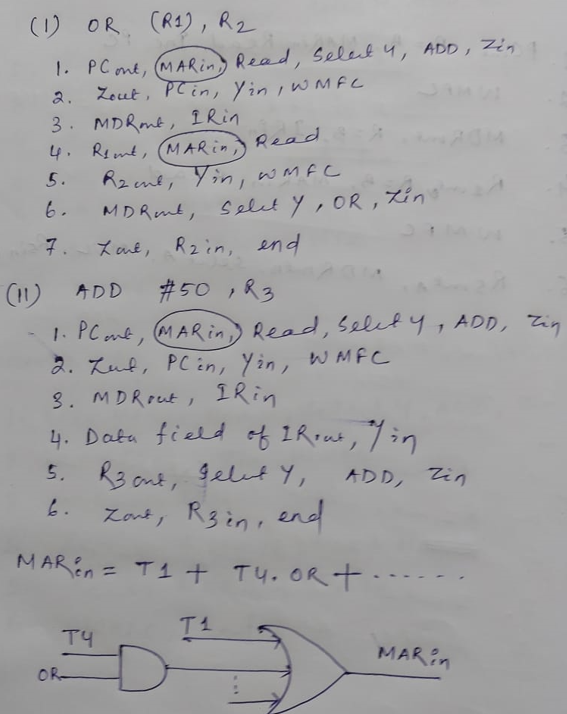 (I) OR (R1), R2
1. PCout, MARin, Read, Select 4, ADD, Zin
2. Zout, PCin, Yin, WMFC
3. MDRout, IRin
4. R1out, MARin, Read
5. R2out, Yin, WMFC
6. MDRout, Select Y, OR, Zin
7. Zout, R2in, end
(II) ADD #50, R3
1. PCout, MARin, Read, Select 4, ADD, Zin
2. Zout, PCin, Yin, WMFC
3. MDRout, IRin
4. Data field of IRout, Yin
5. R3out, Select Y, ADD, Zin
6. Zout, R3in, end
MARin = T1 + T4. OR + ......
T4 T1
OR MARin